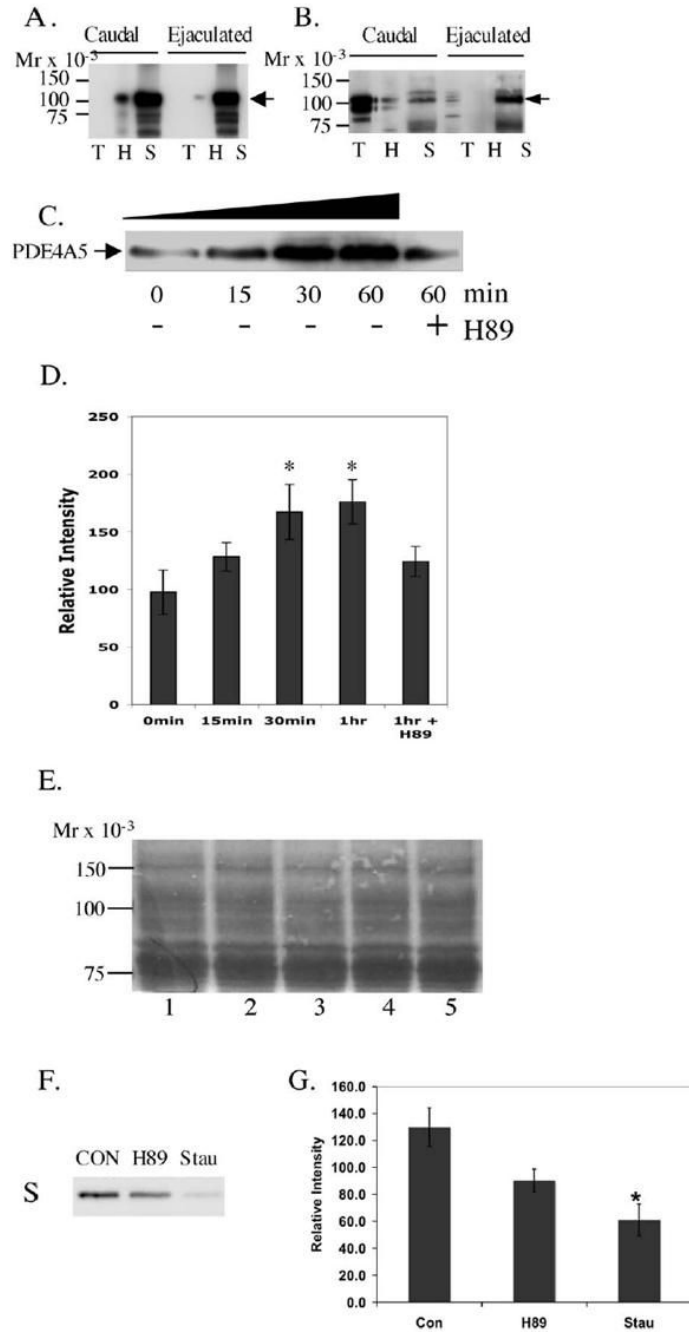 A.
B.
Caudal Ejaculated
Caudal Ejaculated
Mr x 10-3
Mr x 10-3
150
100
75
150
100
75
T H S T H S
T H S T H S
C.
PDE4A5
0 15 30 60 60 min
- - - - + H89
D.
250
200
150
100
50
0
Relative Intensity
* *
0min 15min 30min 1hr 1hr + H89
E.
Mr x 10-3
150
100
75
1 2 3 4 5
F.
CON H89 Stau
S
G.
160.0
140.0
120.0
100.0
80.0
60.0
40.0
20.0
0.0
Relative Intensity
*
Con H89 Stau